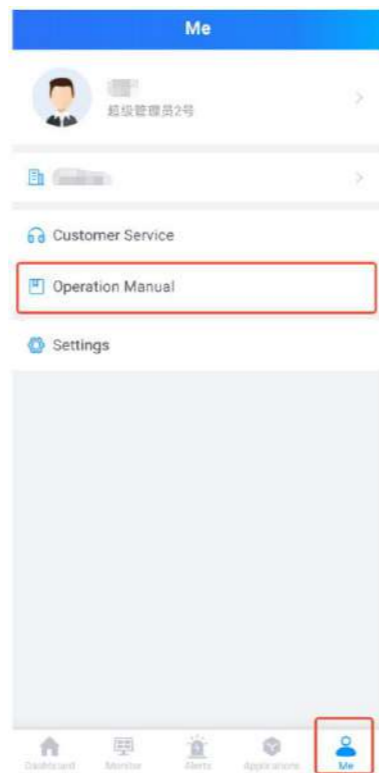 Me
超级管理员2号
Customer Service
Operation Manual
Settings
Dashboard
Monitor
Alerts
Applications
Me